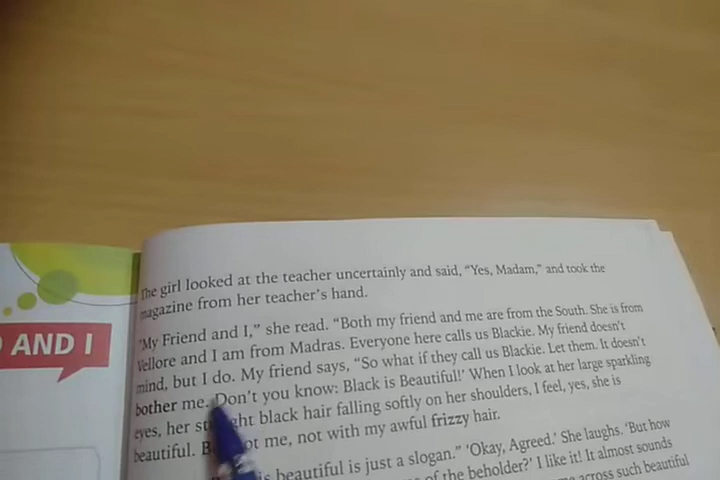 AND I
The girl looked at the teacher uncertainly and said, "Yes, Madam," and took the
magazine from her teacher's hand.
'My Friend and I," she read. "Both my friend and me are from the South. She is from
Vellore and I am from Madras. Everyone here calls us Blackie. My friend doesn't
mind, but I do. My friend says, "So what if they call us Blackie. Let them. It doesn't
bother me. Don't you know: Black is Beautiful!' When I look at her large sparkling
eyes, her black hair falling softly on her shoulders, I feel, yes, she is
beautiful. me, not with my awful frizzy hair.
is beautiful is just a slogan." 'Okay, Agreed.' She laughs. 'But how
of the beholder?' I like it! It almost sounds
across such beautiful